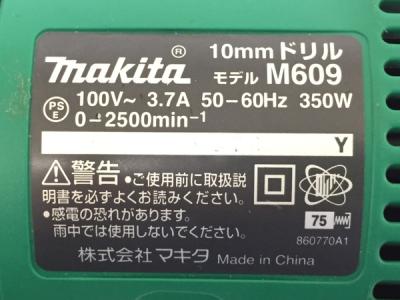 makita® 10mmドリル
モデル M609
PS
E 100V～ 3.7A 50－60Hz 350W
0－2500min⁻¹
Y
⚠警告 •ご使用前に取扱説
明書を必ずよくお読みください。
•感電の恐れがあります。
雨中では使用しないでください。
75
860770A1
株式会社マキタ Made in China